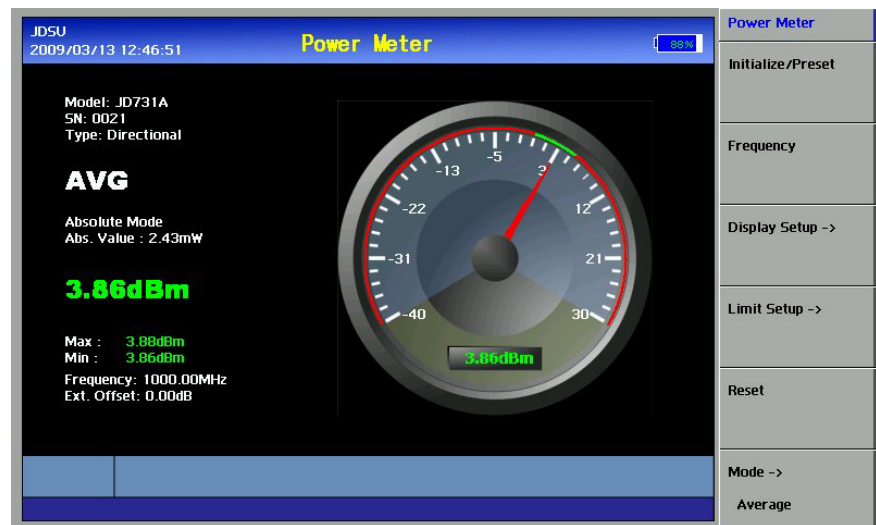 JDSU
2009/03/13 12:46:51
Power Meter
88%
Model: JD731A
SN: 0021
Type: Directional
AVG
Absolute Mode
Abs. Value : 2.43mW
3.86dBm
Max : 3.88dBm
Min : 3.86dBm
Frequency: 1000.00MHz
Ext. Offset: 0.00dB
-40
-31
-22
-13
-5
3
12
21
30
3.86dBm
Power Meter
Initialize/Preset
Frequency
Display Setup ->
Limit Setup ->
Reset
Mode ->
Average